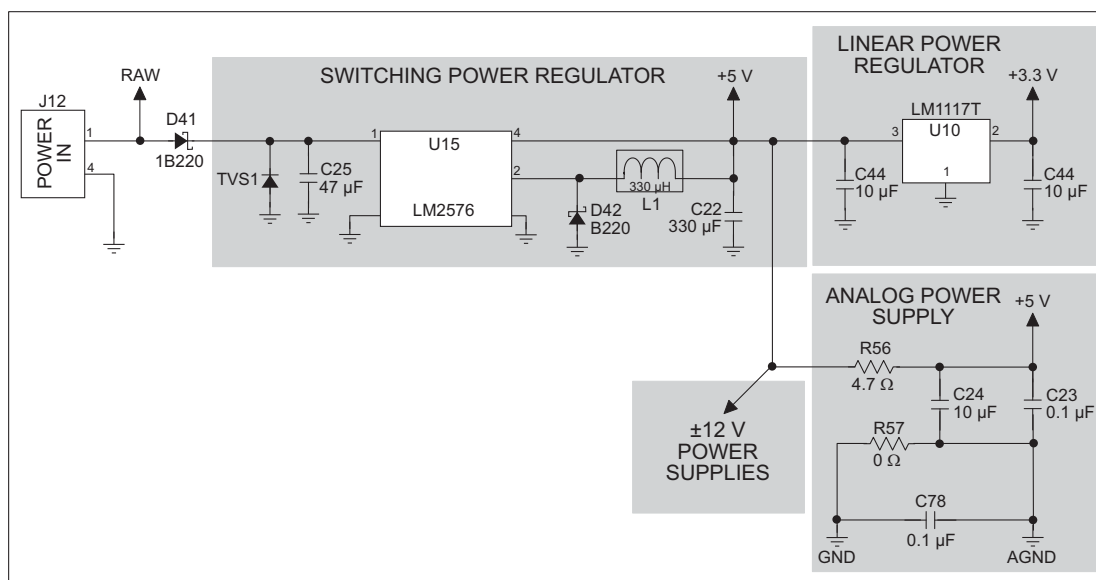 SWITCHING POWER REGULATOR
LINEAR POWER
REGULATOR
RAW
+5 V
+3.3 V
J12
POWER
IN
1
4
D41
1B220
TVS1
C25
47 µF
1
U15
4
2
LM2576
D42
B220
330 µH
L1
C22
330 µF
LM1117T
3
U10
2
1
C44
10 µF
C44
10 µF
ANALOG POWER
SUPPLY
+5 V
R56
4.7 Ω
C24
10 µF
C23
0.1 µF
R57
0 Ω
C78
0.1 µF
GND
AGND
±12 V
POWER
SUPPLIES